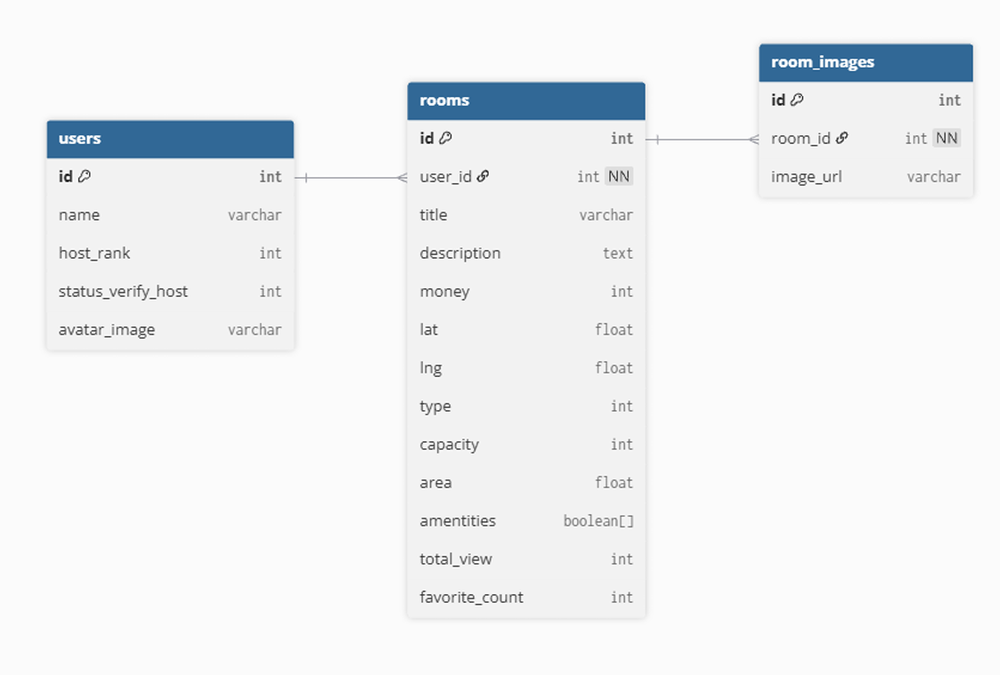 users
id int
name varchar
host_rank int
status_verify_host int
avatar_image varchar
rooms
id int
user_id int NN
title varchar
description text
money int
lat float
lng float
type int
capacity int
area float
amentities boolean[]
total_view int
favorite_count int
room_images
id int
room_id int NN
image_url varchar